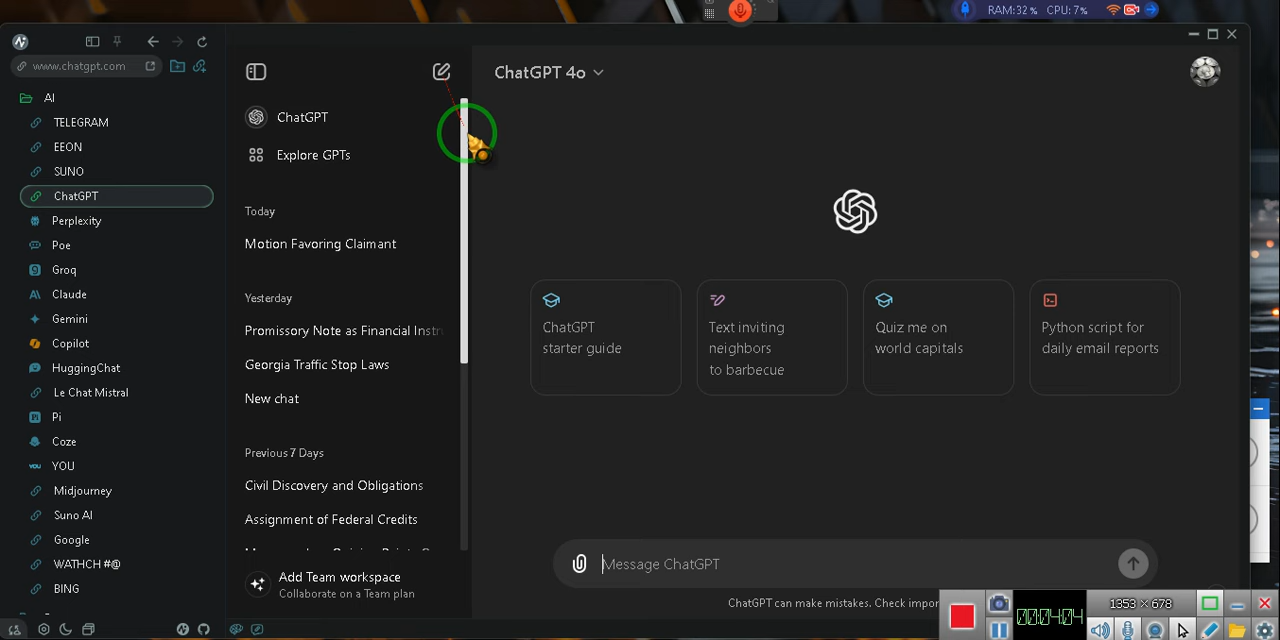 RAM:32 % CPU: 7%
www.chatgpt.com
AI
TELEGRAM
EEON
SUNO
ChatGPT
Perplexity
Poe
Groq
Claude
Gemini
Copilot
HuggingChat
Le Chat Mistral
Pi
Coze
YOU
Midjourney
Suno AI
Google
WATHCH #@
BING
ChatGPT
Explore GPTs
Today
Motion Favoring Claimant
Yesterday
Promissory Note as Financial Instr
Georgia Traffic Stop Laws
New chat
Previous 7 Days
Civil Discovery and Obligations
Assignment of Federal Credits
Add Team workspace
Collaborate on a Team plan
ChatGPT 4o
ChatGPT
starter guide
Text inviting
neighbors
to barbecue
Quiz me on
world capitals
Python script for
daily email reports
Message ChatGPT
ChatGPT can make mistakes. Check impor
00:04:04
1353 × 678